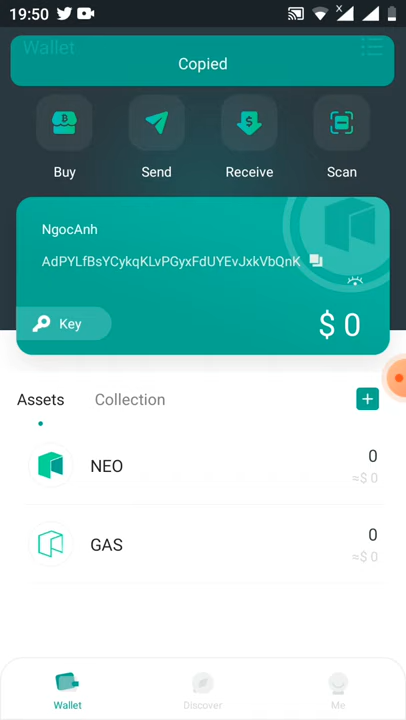 19:50
Wallet
Copied
Buy
Send
Receive
Scan
NgocAnh
AdPYLfBsYCykqKLvPGyxFdUYEvJxkVbQnK
Key
$ 0
Assets
Collection
NEO
0
≈$ 0
GAS
0
≈$ 0
Wallet
Discover
Me